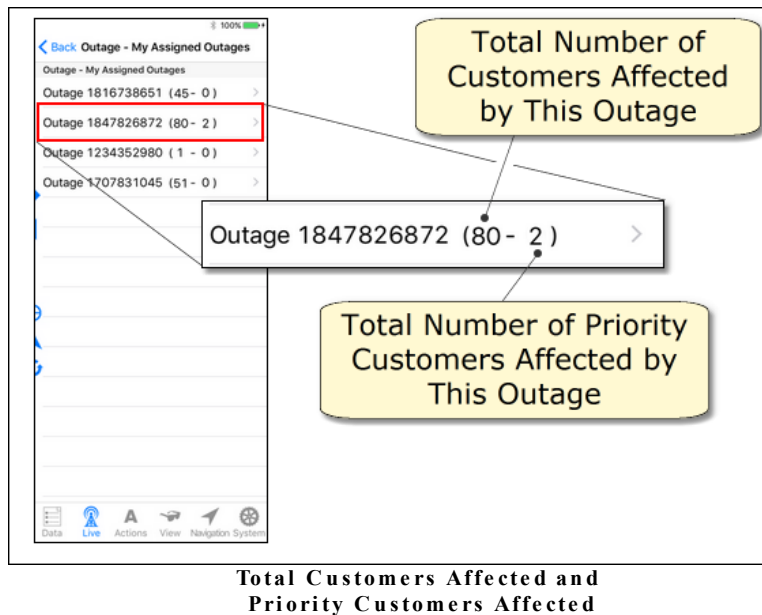 100%
Back Outage - My Assigned Outages
Outage - My Assigned Outages
Outage 1816738651 (45- 0)
Outage 1847826872 (80- 2)
Outage 1234352980 ( 1 - 0)
Outage 1707831045 (51- 0)
Total Number of
Customers Affected
by This Outage
Outage 1847826872 (80- 2)
Total Number of Priority
Customers Affected by
This Outage
Data Live Actions View Navigation System
Total Customers Affected and
Priority Customers Affected